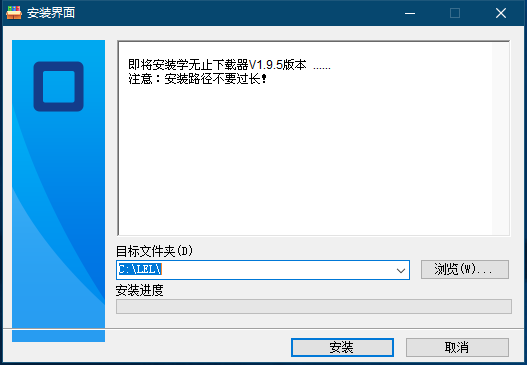 安装界面
即将安装学无止下载器V1.9.5版本 ......
注意：安装路径不要过长！
目标文件夹(D)
C:\LEL\
浏览(W)...
安装进度
安装
取消